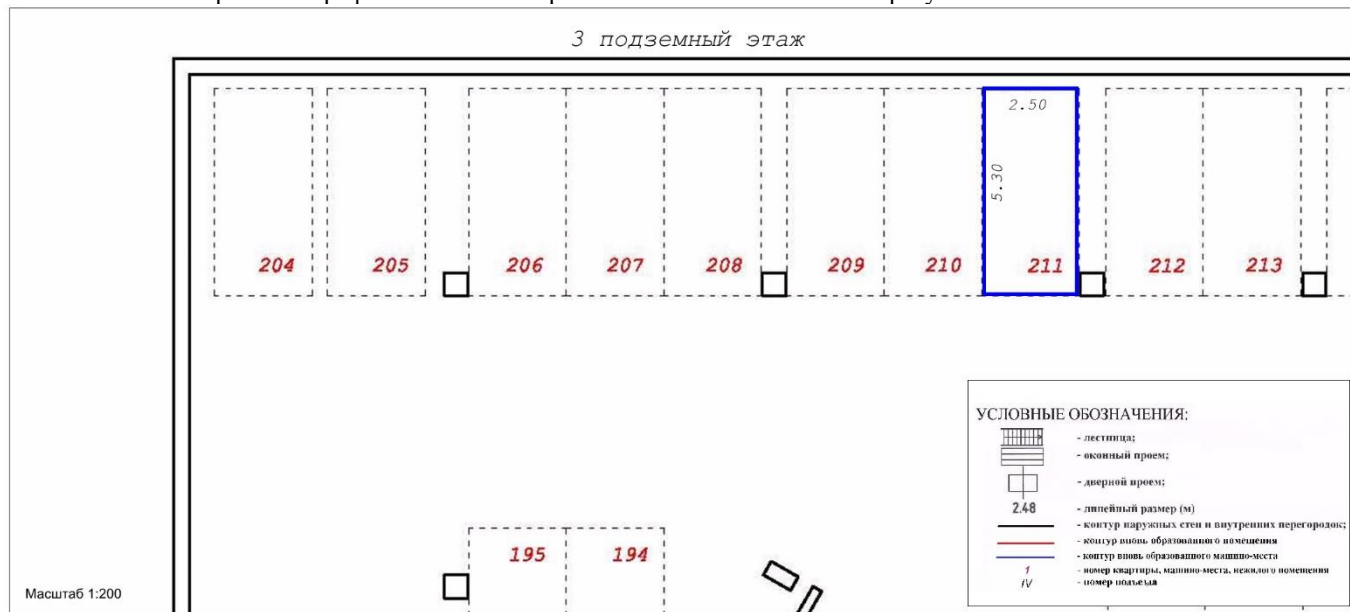 3 подземный этаж
2.50
5.30
204 205 206 207 208 209 210 211 212 213
УСЛОВНЫЕ ОБОЗНАЧЕНИЯ:
- лестница;
- оконный проем;
- дверной проем;
2.48 - линейный размер (м)
- контур наружных стен и внутренних перегородок;
- контур вновь образованного помещения
- контур вновь образованного машино-места
1 - номер квартиры, машино-места, нежилого помещения
IV - номер подъезда
195 194
Масштаб 1:200